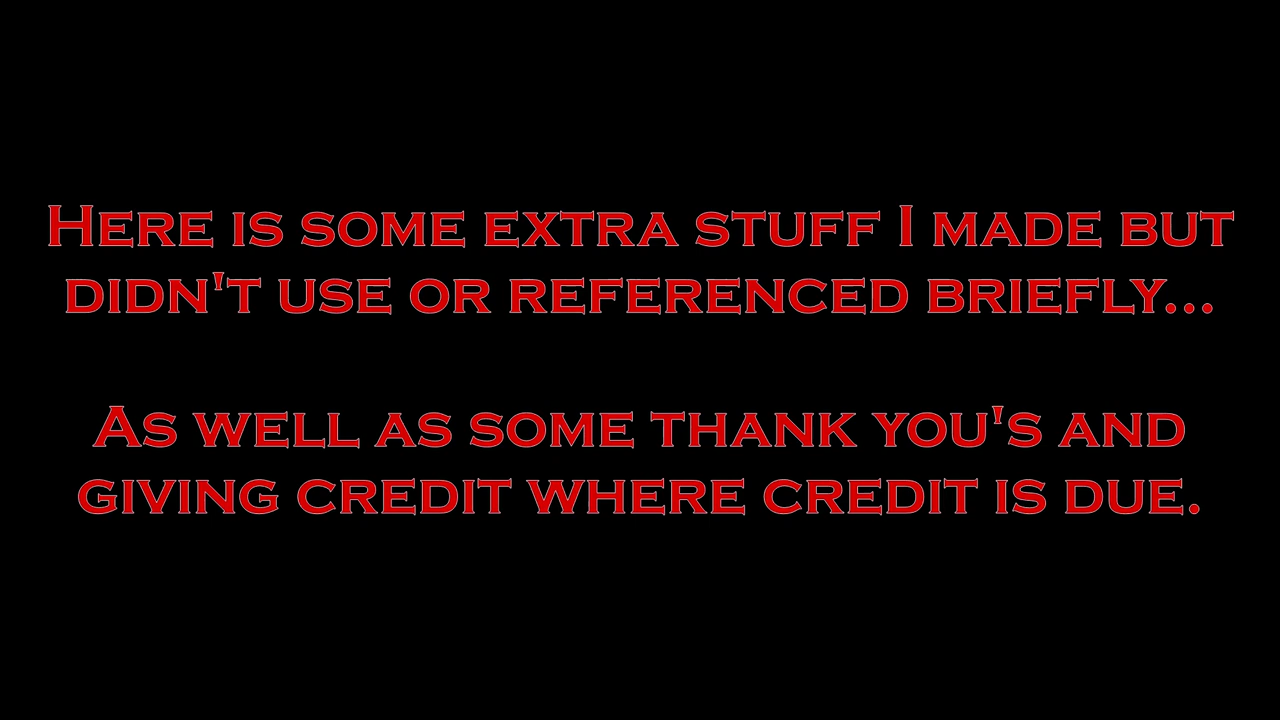 Here is some extra stuff I made but
didn't use or referenced briefly...
As well as some thank you's and
giving credit where credit is due.